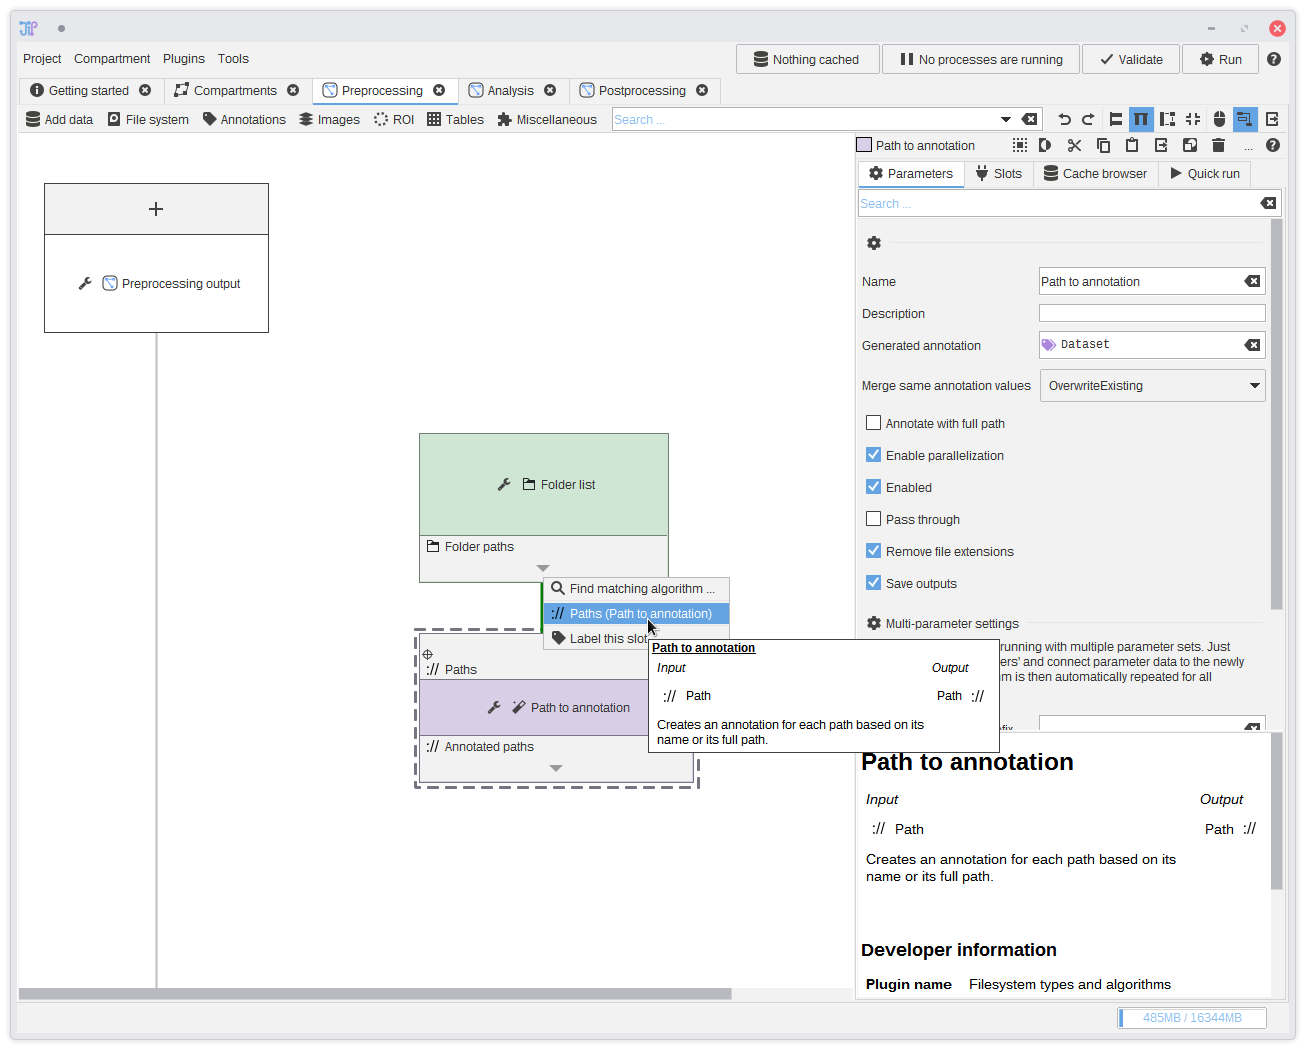 JIP
Project Compartment Plugins Tools
Nothing cached
No processes are running
Validate
Run
Getting started
Compartments
Preprocessing
Analysis
Postprocessing
Add data
File system
Annotations
Images
ROI
Tables
Miscellaneous
Search ...
Path to annotation
...
Parameters
Slots
Cache browser
Quick run
Search ...
Name
Path to annotation
Description
Generated annotation
Dataset
Merge same annotation values
OverwriteExisting
Annotate with full path
Enable parallelization
Enabled
Pass through
Remove file extensions
Save outputs
Multi-parameter settings
running with multiple parameter sets. Just
ers' and connect parameter data to the newly
m is then automatically repeated for all
Preprocessing output
Folder list
Folder paths
Find matching algorithm ...
:// Paths (Path to annotation)
Label this slot
:// Paths
Path to annotation
:// Annotated paths
Path to annotation
Input Output
:// Path Path ://
Creates an annotation for each path based on its
name or its full path.
Path to annotation
Input Output
:// Path Path ://
Creates an annotation for each path based on its
name or its full path.
Developer information
Plugin name Filesystem types and algorithms
485MB / 16344MB